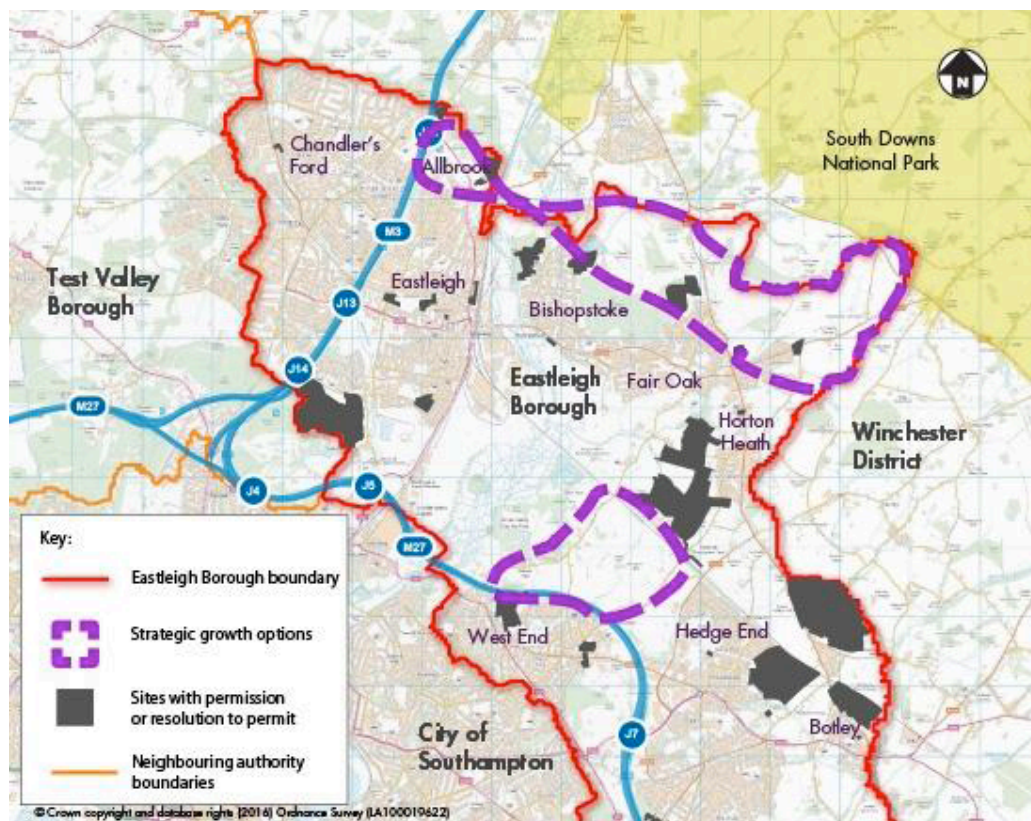 N
South Downs
National Park
Chandler's
Ford
Allbrook
M3
Test Valley
Borough
Eastleigh
J13
Bishopstoke
J14
Eastleigh
Borough
Fair Oak
M27
Horton
Heath
Winchester
District
J4
J5
M27
West End
Hedge End
Botley
City of
Southampton
J7
Key:
Eastleigh Borough boundary
Strategic growth options
Sites with permission
or resolution to permit
Neighbouring authority
boundaries
© Crown copyright and database rights (2016) Ordnance Survey (LA100019622)